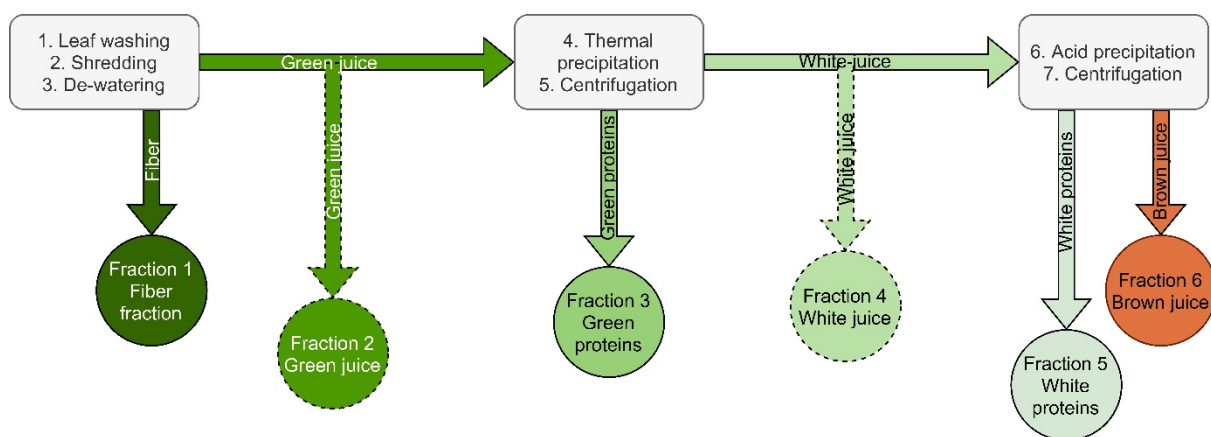 1. Leaf washing
2. Shredding
3. De-watering
Green juice
4. Thermal
precipitation
5. Centrifugation
White-juice
6. Acid precipitation
7. Centrifugation
Fiber
Green juice
Green proteins
White juice
White proteins
Brown juice
Fraction 1
Fiber
fraction
Fraction 2
Green juice
Fraction 3
Green
proteins
Fraction 4
White juice
Fraction 5
White
proteins
Fraction 6
Brown juice